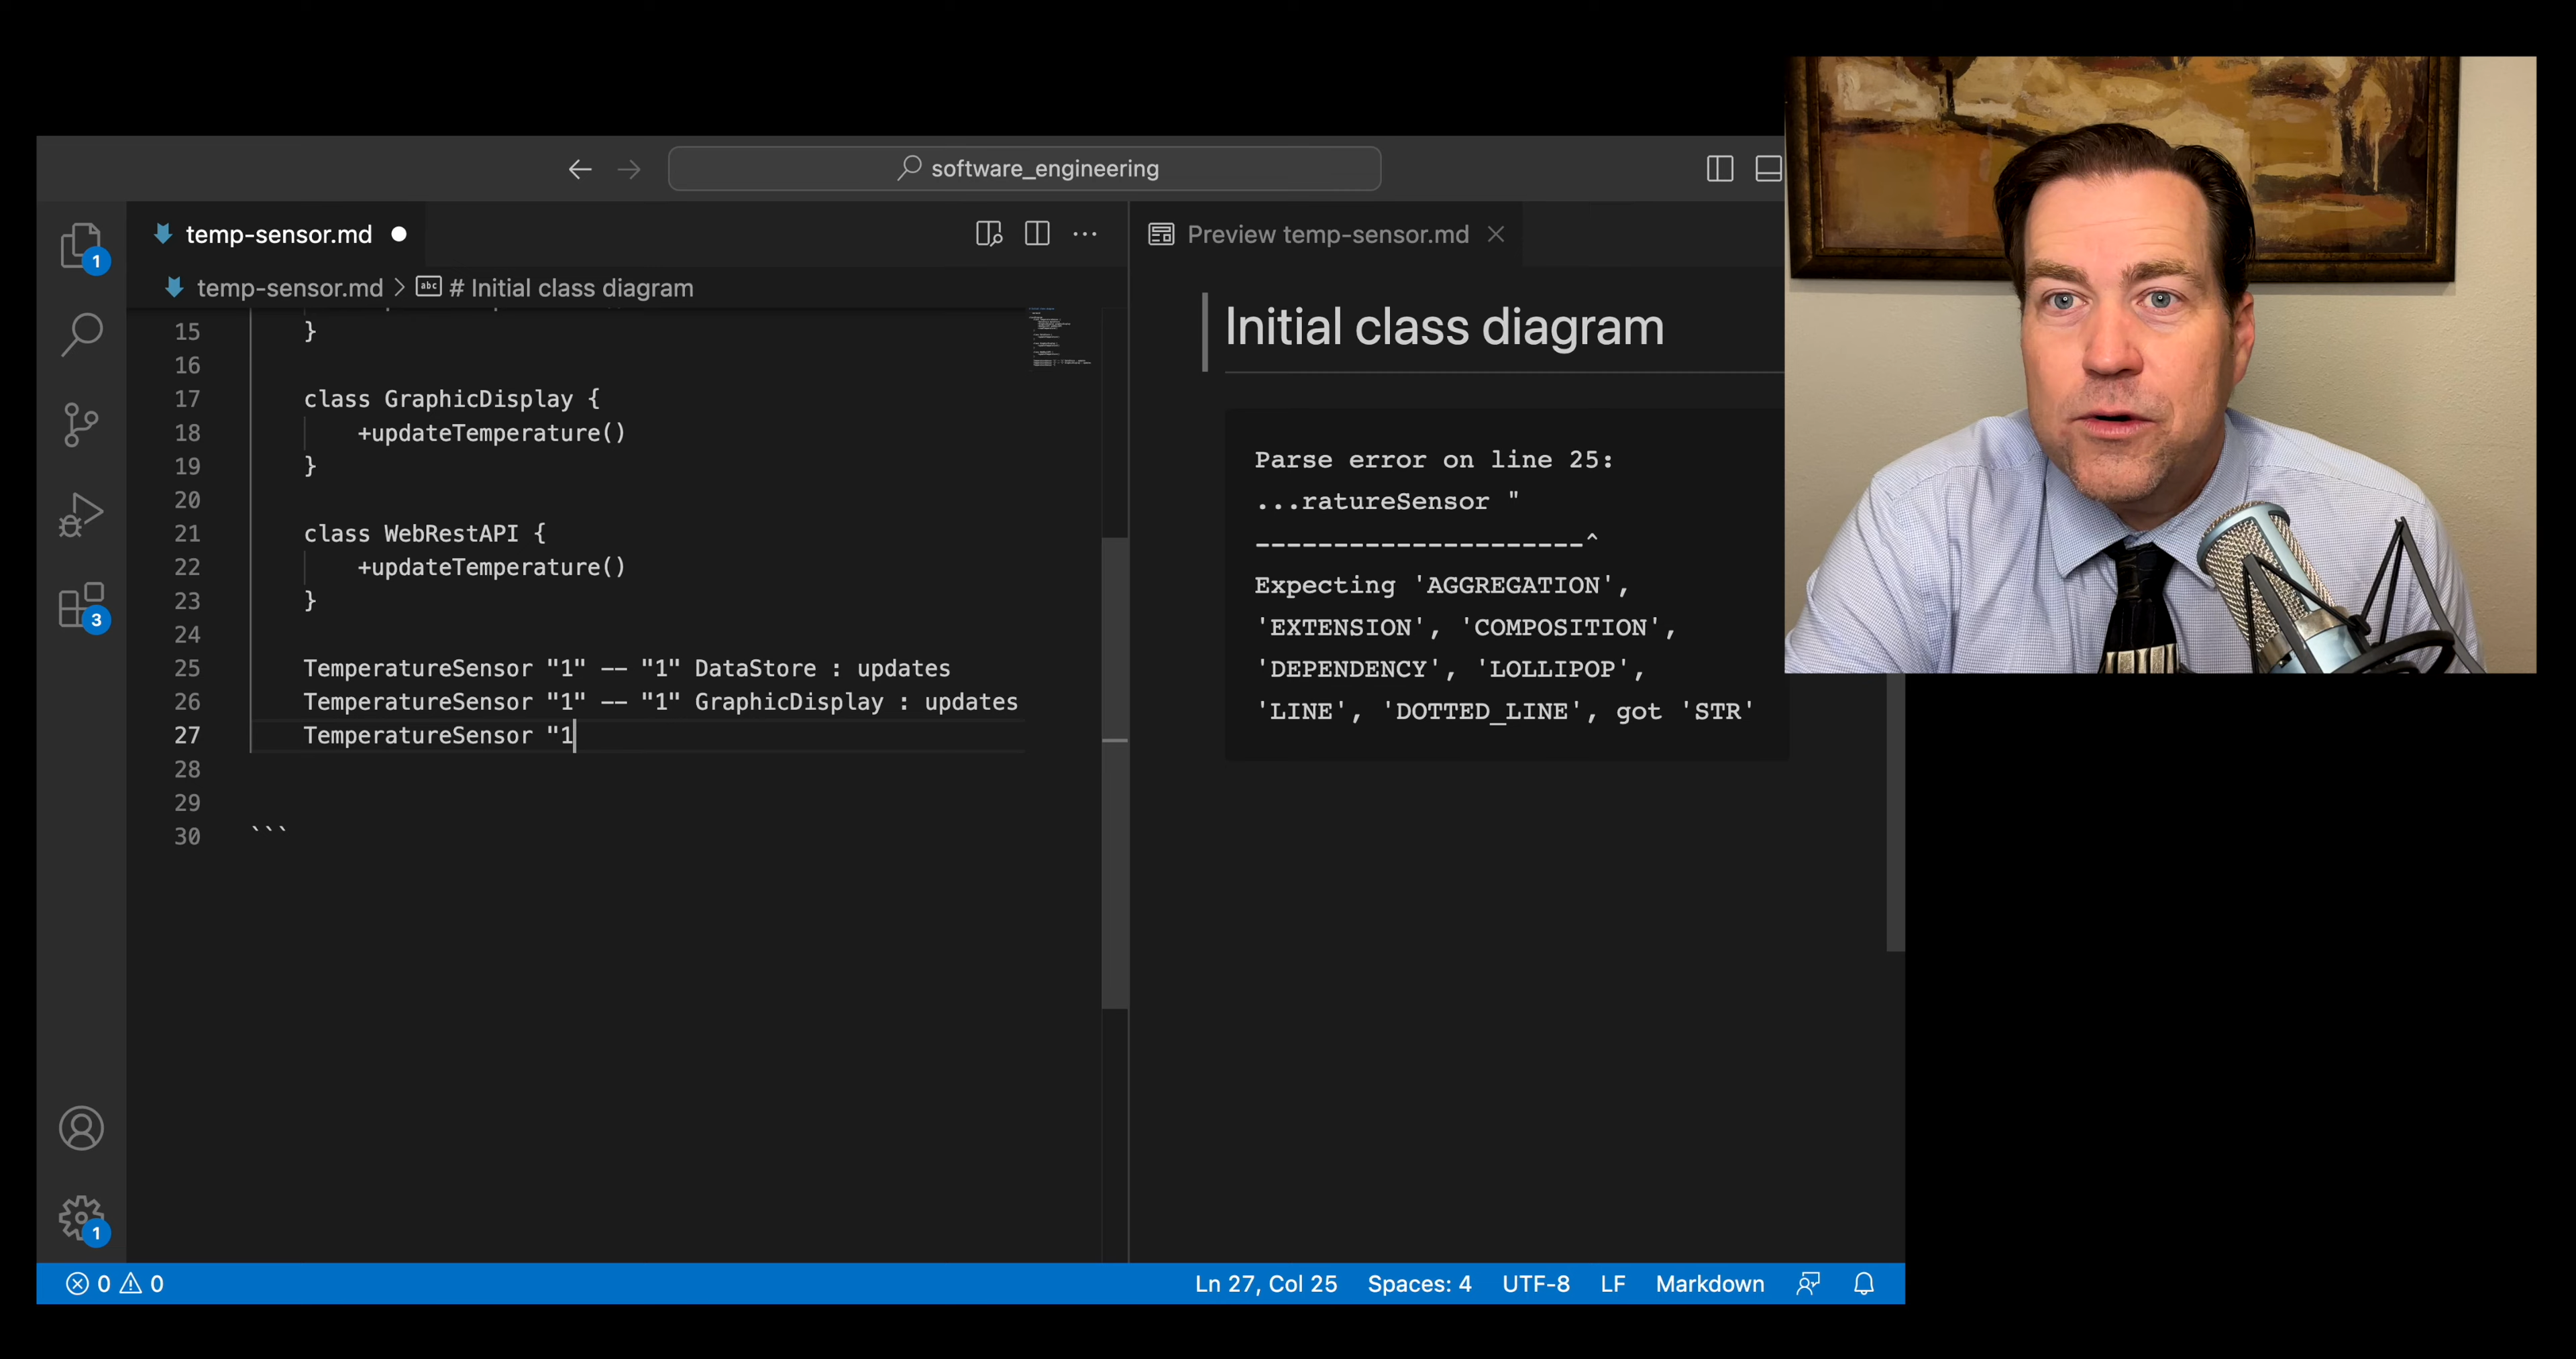 software_engineering
temp-sensor.md
Preview temp-sensor.md
temp-sensor.md > # Initial class diagram
1
3
1
15 }
16
17 class GraphicDisplay {
18 +updateTemperature()
19 }
20
21 class WebRestAPI {
22 +updateTemperature()
23 }
24
25 TemperatureSensor "1" -- "1" DataStore : updates
26 TemperatureSensor "1" -- "1" GraphicDisplay : updates
27 TemperatureSensor "1
28
29
30 ```
Initial class diagram
Parse error on line 25:
...ratureSensor "
---------------------^
Expecting 'AGGREGATION',
'EXTENSION', 'COMPOSITION',
'DEPENDENCY', 'LOLLIPOP',
'LINE', 'DOTTED_LINE', got 'STR'
0 0
Ln 27, Col 25 Spaces: 4 UTF-8 LF Markdown